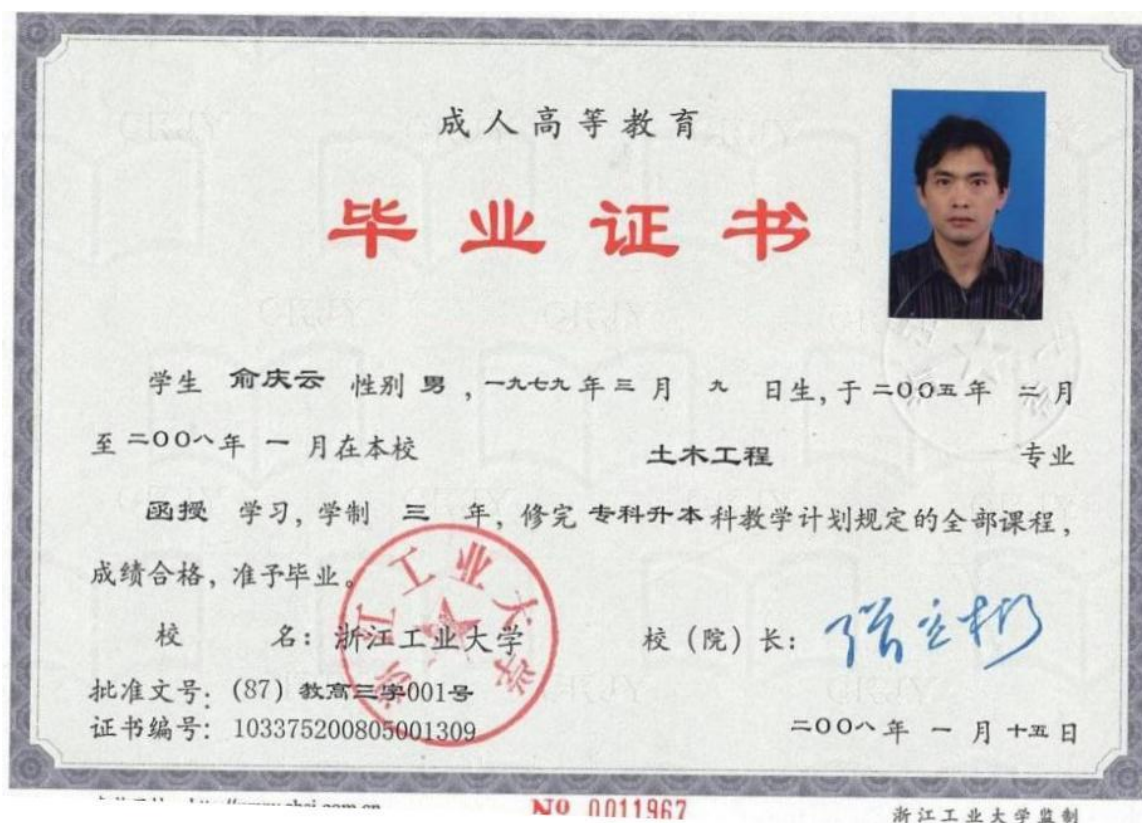 成人高等教育
毕业证书
学生 俞庆云 性别 男,一九七九年三月 九 日生,于二00五年 二月
至二00八年 一 月在本校 土木工程 专业
函授 学习,学制 三 年,修完 专科升本科教学计划规定的全部课程,
成绩合格,准予毕业。
校 名:浙江工业大学 校(院)长:
批准文号:(87)教高三字001号
证书编号:103375200805001309
二00八年 一 月 十五日
浙江工业大学
№ 0011967
浙江工业大学监制